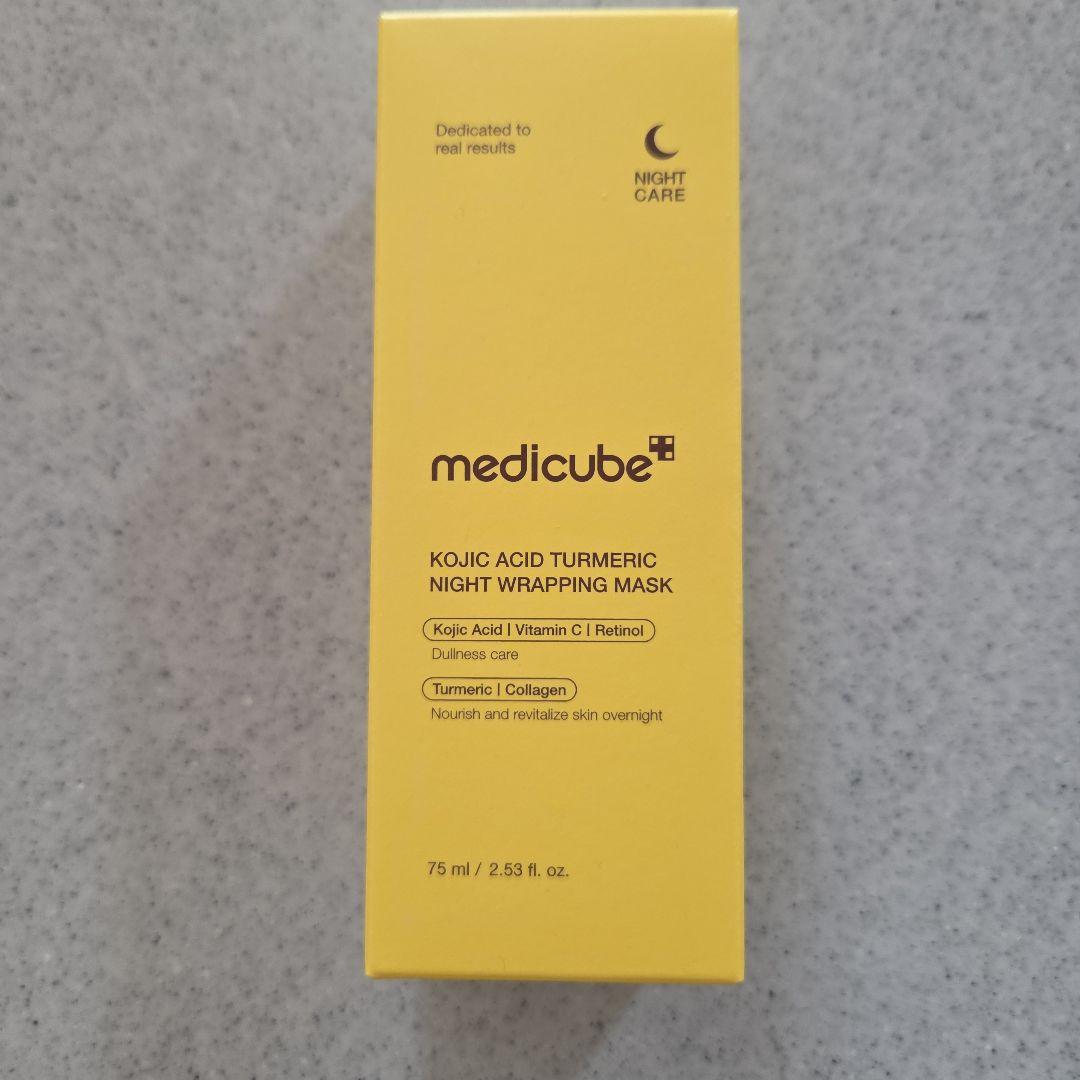 Dedicated to
real results
NIGHT
CARE
medicube
KOJIC ACID TURMERIC
NIGHT WRAPPING MASK
Kojic Acid | Vitamin C | Retinol
Dullness care
Turmeric | Collagen
Nourish and revitalize skin overnight
75 ml / 2.53 fl. oz.